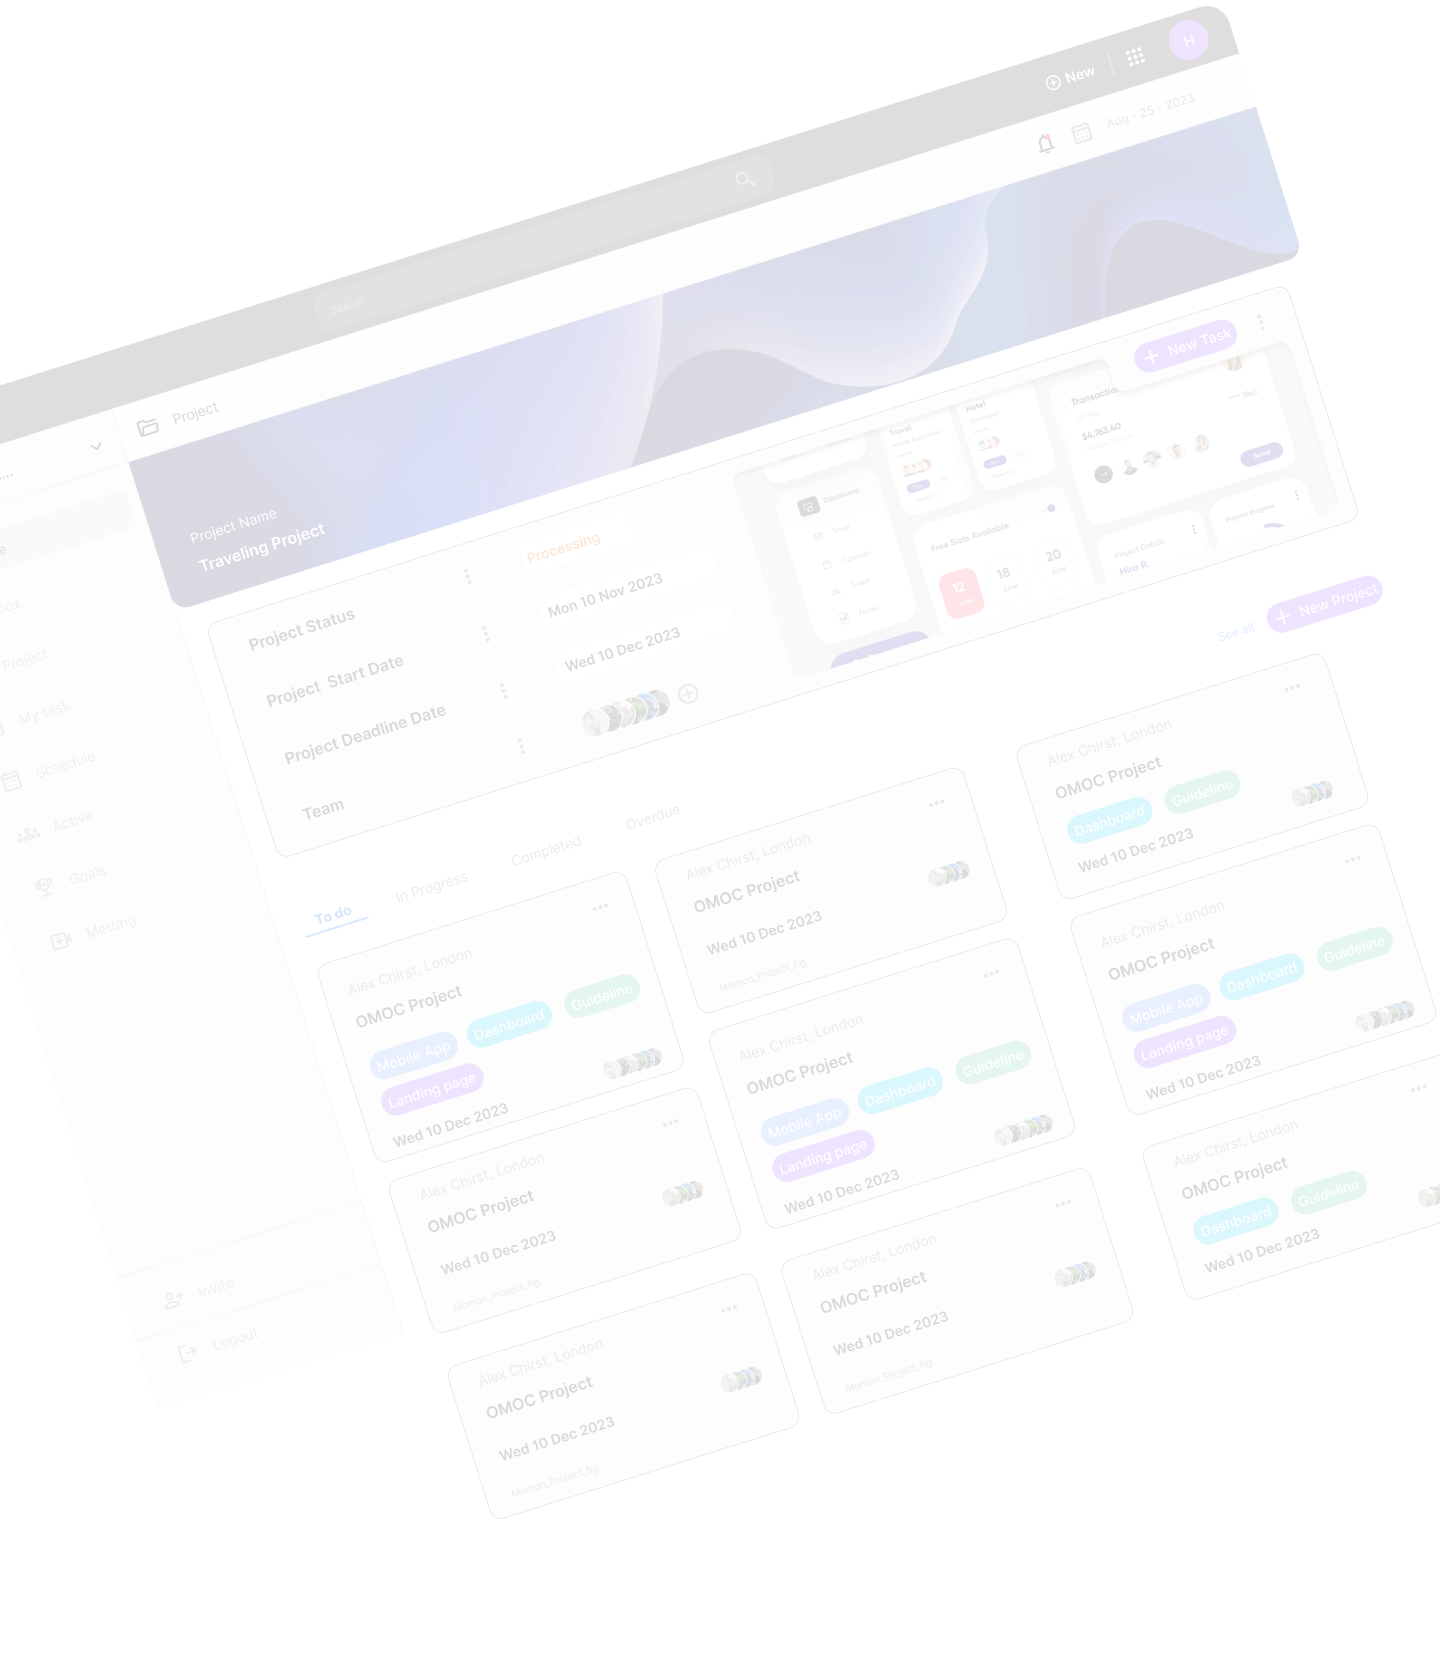 New
H
Search
Aug - 25 - 2023
Project
Project Name
Traveling Project
Project
My task
Schedule
Active
Goals
Metting
Invite
Logout
New Task
Project Status
Processing
Project Start Date
Mon 10 Nov 2023
Project Deadline Date
Wed 10 Dec 2023
Team
Dashboard
Email
Calendar
Graph
Travel
Hotel
Free Slots Available
12
June
18
June
20
June
$4,763.40
Send
Project Details
Hira R.
Projects Progress
See all
New Project
To do
In Progress
Completed
Overdue
Alex Chirst, London
OMOC Project
Mobile App
Dashboard
Guideline
Landing page
Wed 10 Dec 2023
Alex Chirst, London
OMOC Project
Wed 10 Dec 2023
Momon_Project_fig.
Alex Chirst, London
OMOC Project
Wed 10 Dec 2023
Momon_Project_fig.
Alex Chirst, London
OMOC Project
Wed 10 Dec 2023
Momon_Project_fig.
Alex Chirst, London
OMOC Project
Mobile App
Dashboard
Guideline
Landing page
Wed 10 Dec 2023
Alex Chirst, London
OMOC Project
Wed 10 Dec 2023
Momon_Project_fig.
Alex Chirst, London
OMOC Project
Dashboard
Guideline
Wed 10 Dec 2023
Alex Chirst, London
OMOC Project
Mobile App
Dashboard
Guideline
Landing page
Wed 10 Dec 2023
Alex Chirst, London
OMOC Project
Dashboard
Guideline
Wed 10 Dec 2023